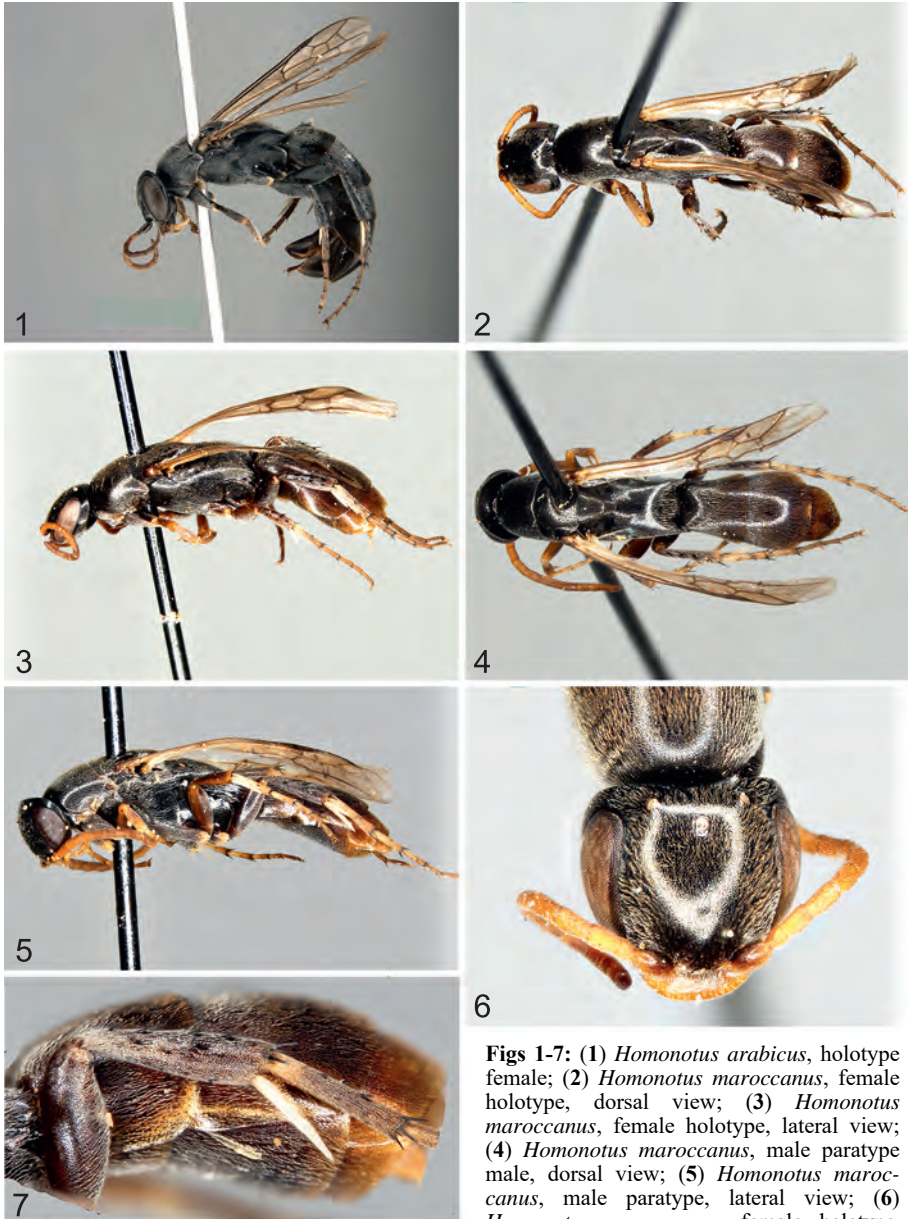 1
2
3
4
5
6
7
Figs 1-7: (1) Homonotus arabicus, holotype
female; (2) Homonotus maroccanus, female
holotype, dorsal view; (3) Homonotus
maroccanus, female holotype, lateral view;
(4) Homonotus maroccanus, male paratype
male, dorsal view; (5) Homonotus maroc-
canus, male paratype, lateral view; (6)
female holotype